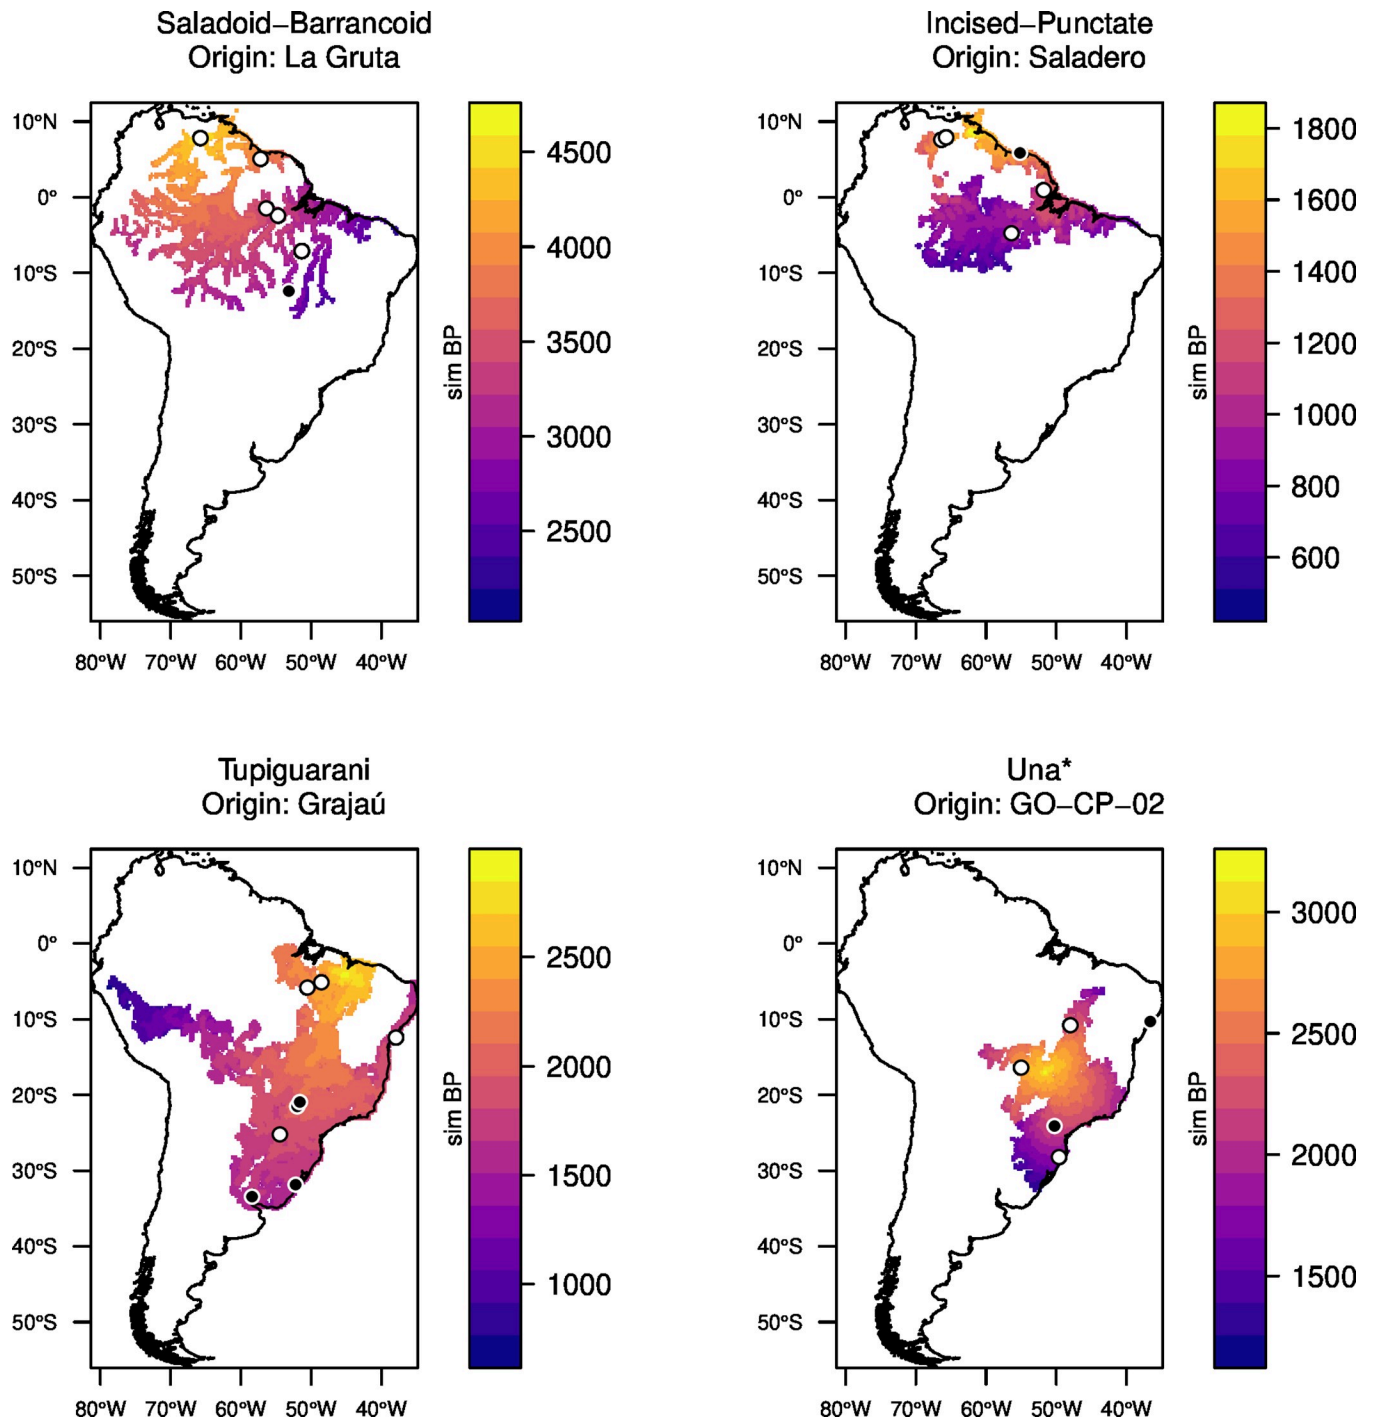 Saladoid–Barrancoid
Origin: La Gruta
10°N
0°
10°S
20°S
30°S
40°S
50°S
80°W 70°W 60°W 50°W 40°W
sim BP
4500
4000
3500
3000
2500
Incised–Punctate
Origin: Saladero
10°N
0°
10°S
20°S
30°S
40°S
50°S
80°W 70°W 60°W 50°W 40°W
sim BP
1800
1600
1400
1200
1000
800
600
Tupiguarani
Origin: Grajaú
10°N
0°
10°S
20°S
30°S
40°S
50°S
80°W 70°W 60°W 50°W 40°W
sim BP
2500
2000
1500
1000
Una*
Origin: GO–CP–02
10°N
0°
10°S
20°S
30°S
40°S
50°S
80°W 70°W 60°W 50°W 40°W
sim BP
3000
2500
2000
1500